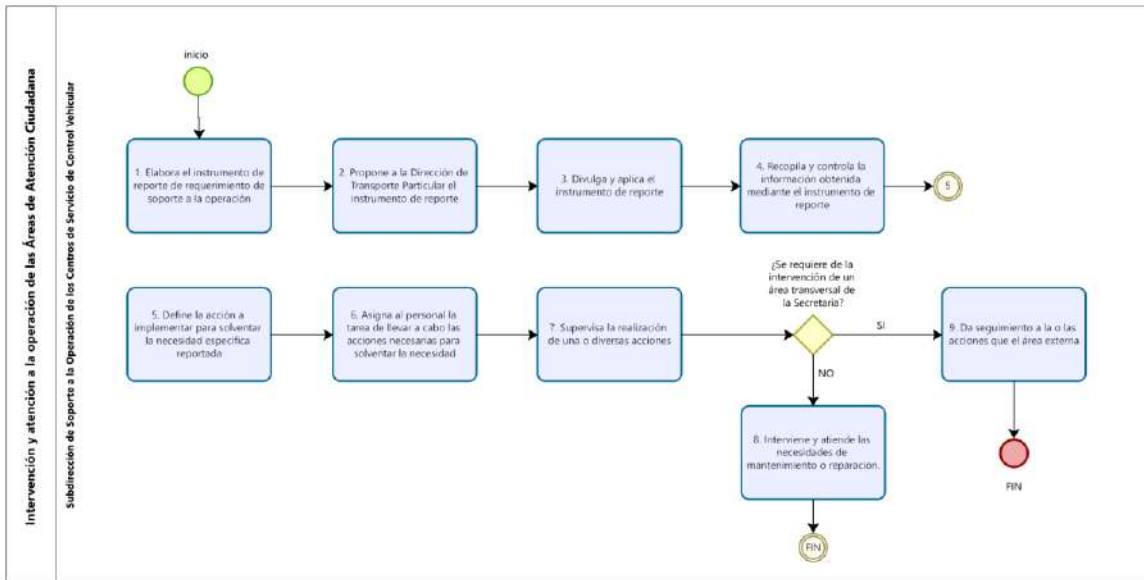 Intervención y atención a la operación de las Áreas de Atención Ciudadana
Subdirección de Soporte a la Operación de los Centros de Servicio de Control Vehicular
inicio
1. Elabora el instrumento de
reporte de requerimiento de
soporte a la operación
2. Propone a la Dirección de
Transporte Particular el
instrumento de reporte
3. Divulga y aplica el
instrumento de reporte
4. Recopila y controla la
información obtenida
mediante el instrumento de
reporte
5
5. Define la acción a
implementar para solventar
la necesidad específica
reportada
6. Asigna al personal la
tarea de llevar a cabo las
acciones necesarias para
solventar la necesidad
7. Supervisa la realización
de una o diversas acciones
¿Se requiere de la
intervención de un
área transversal de
la Secretaria?
SI
NO
9. Da seguimiento a la o las
acciones que el área externa
8. Interviene y atiende las
necesidades de
mantenimiento o reparación.
FIN
FIN